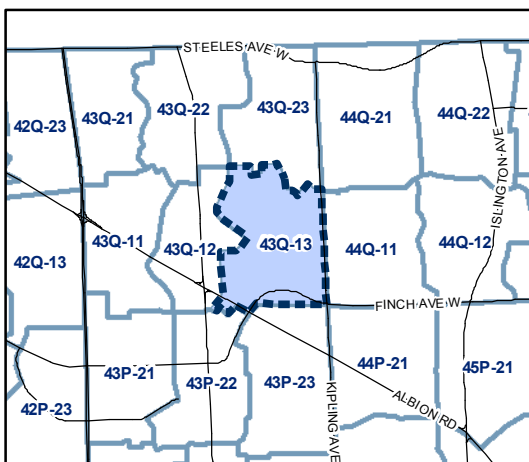 STEELES AVE W
42Q-23
43Q-21
43Q-22
43Q-23
44Q-21
44Q-22
ISLINGTON AVE
42Q-13
43Q-11
43Q-12
43Q-13
44Q-11
44Q-12
FINCH AVE W
42P-23
43P-21
43P-22
43P-23
44P-21
45P-21
KIPLING AVE
ALBION RD